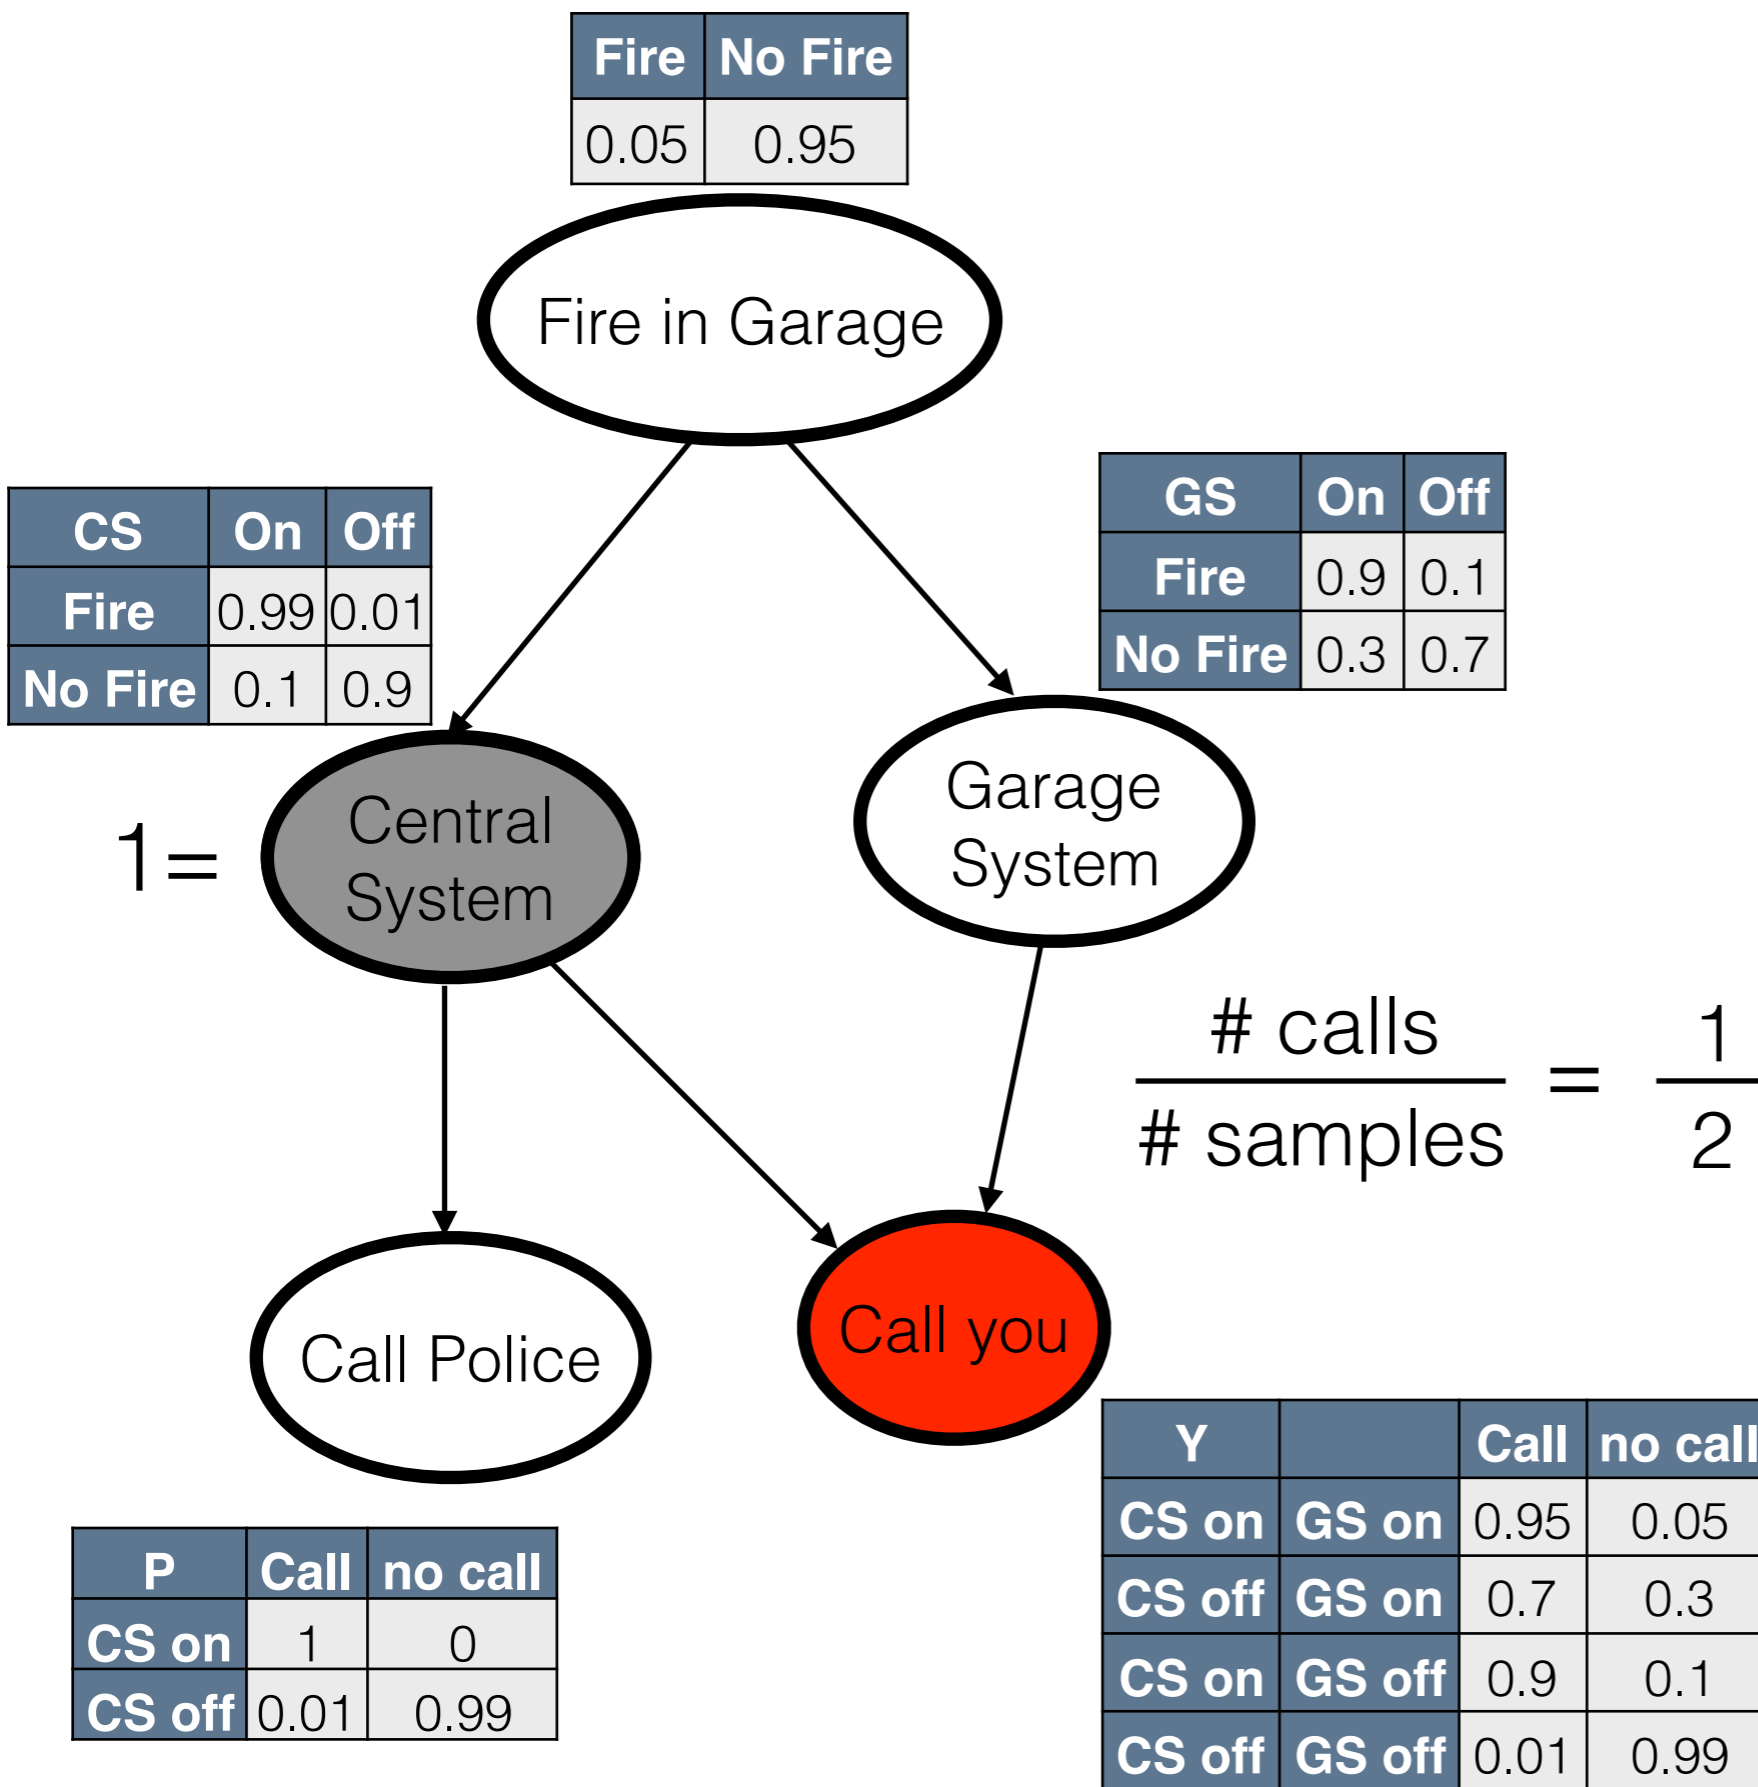 Fire No Fire
0.05 0.95
Fire in Garage
CS On Off
Fire 0.99 0.01
No Fire 0.1 0.9
GS On Off
Fire 0.9 0.1
No Fire 0.3 0.7
1=
Central
System
Garage
System
# calls
# samples
=
1
2
Call Police
Call you
P Call no call
CS on 1 0
CS off 0.01 0.99
Y Call no call
CS on GS on 0.95 0.05
CS off GS on 0.7 0.3
CS on GS off 0.9 0.1
CS off GS off 0.01 0.99